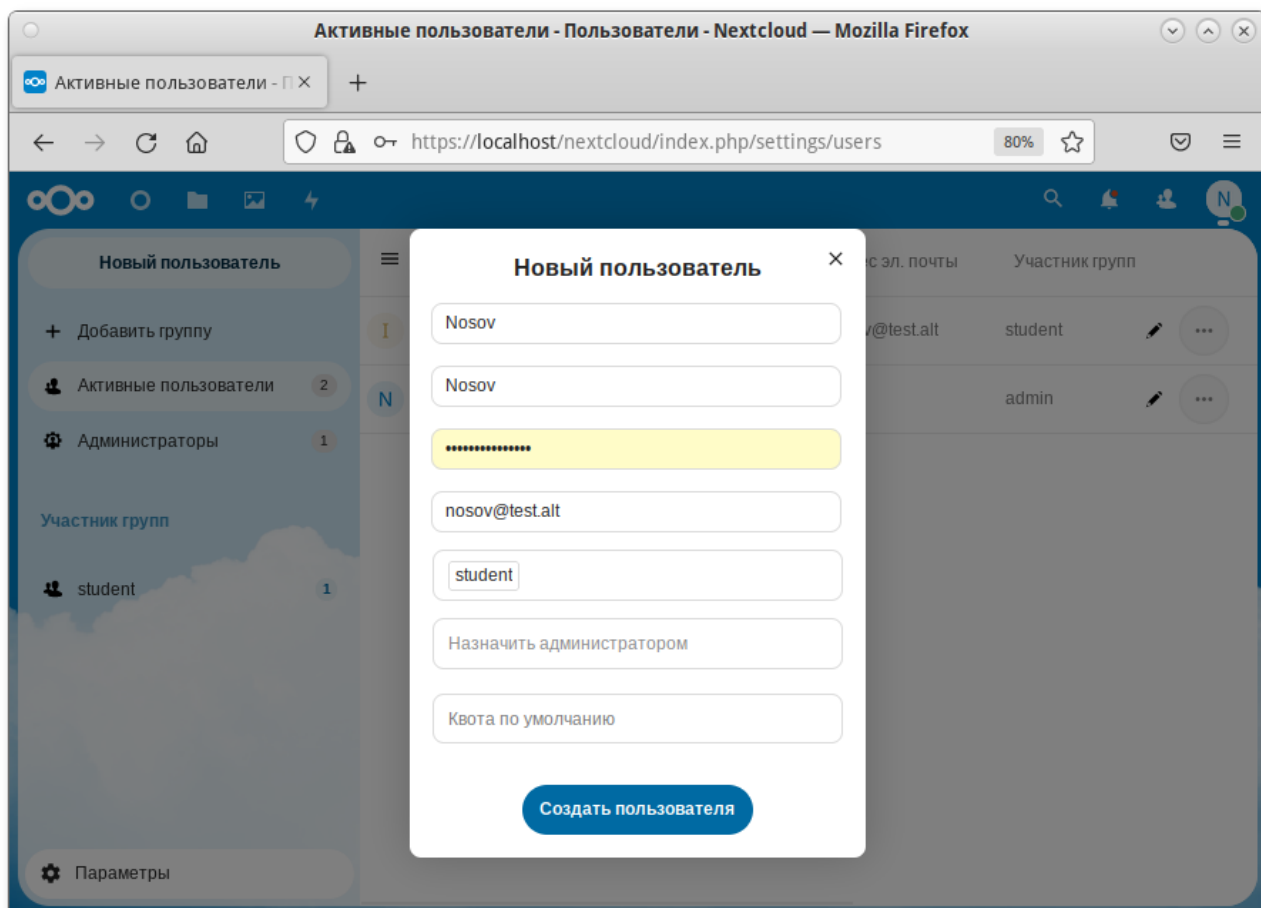 Активные пользователи - Пользователи - Nextcloud — Mozilla Firefox
Активные пользователи -
https://localhost/nextcloud/index.php/settings/users 80%
N
Новый пользователь
Добавить группу
Активные пользователи 2
Администраторы 1
Участник групп
student 1
Параметры
эл. почты Участник групп
I @test.alt student
N admin
Новый пользователь
Nosov
Nosov
•••••••••••••••
nosov@test.alt
student
Назначить администратором
Квота по умолчанию
Создать пользователя